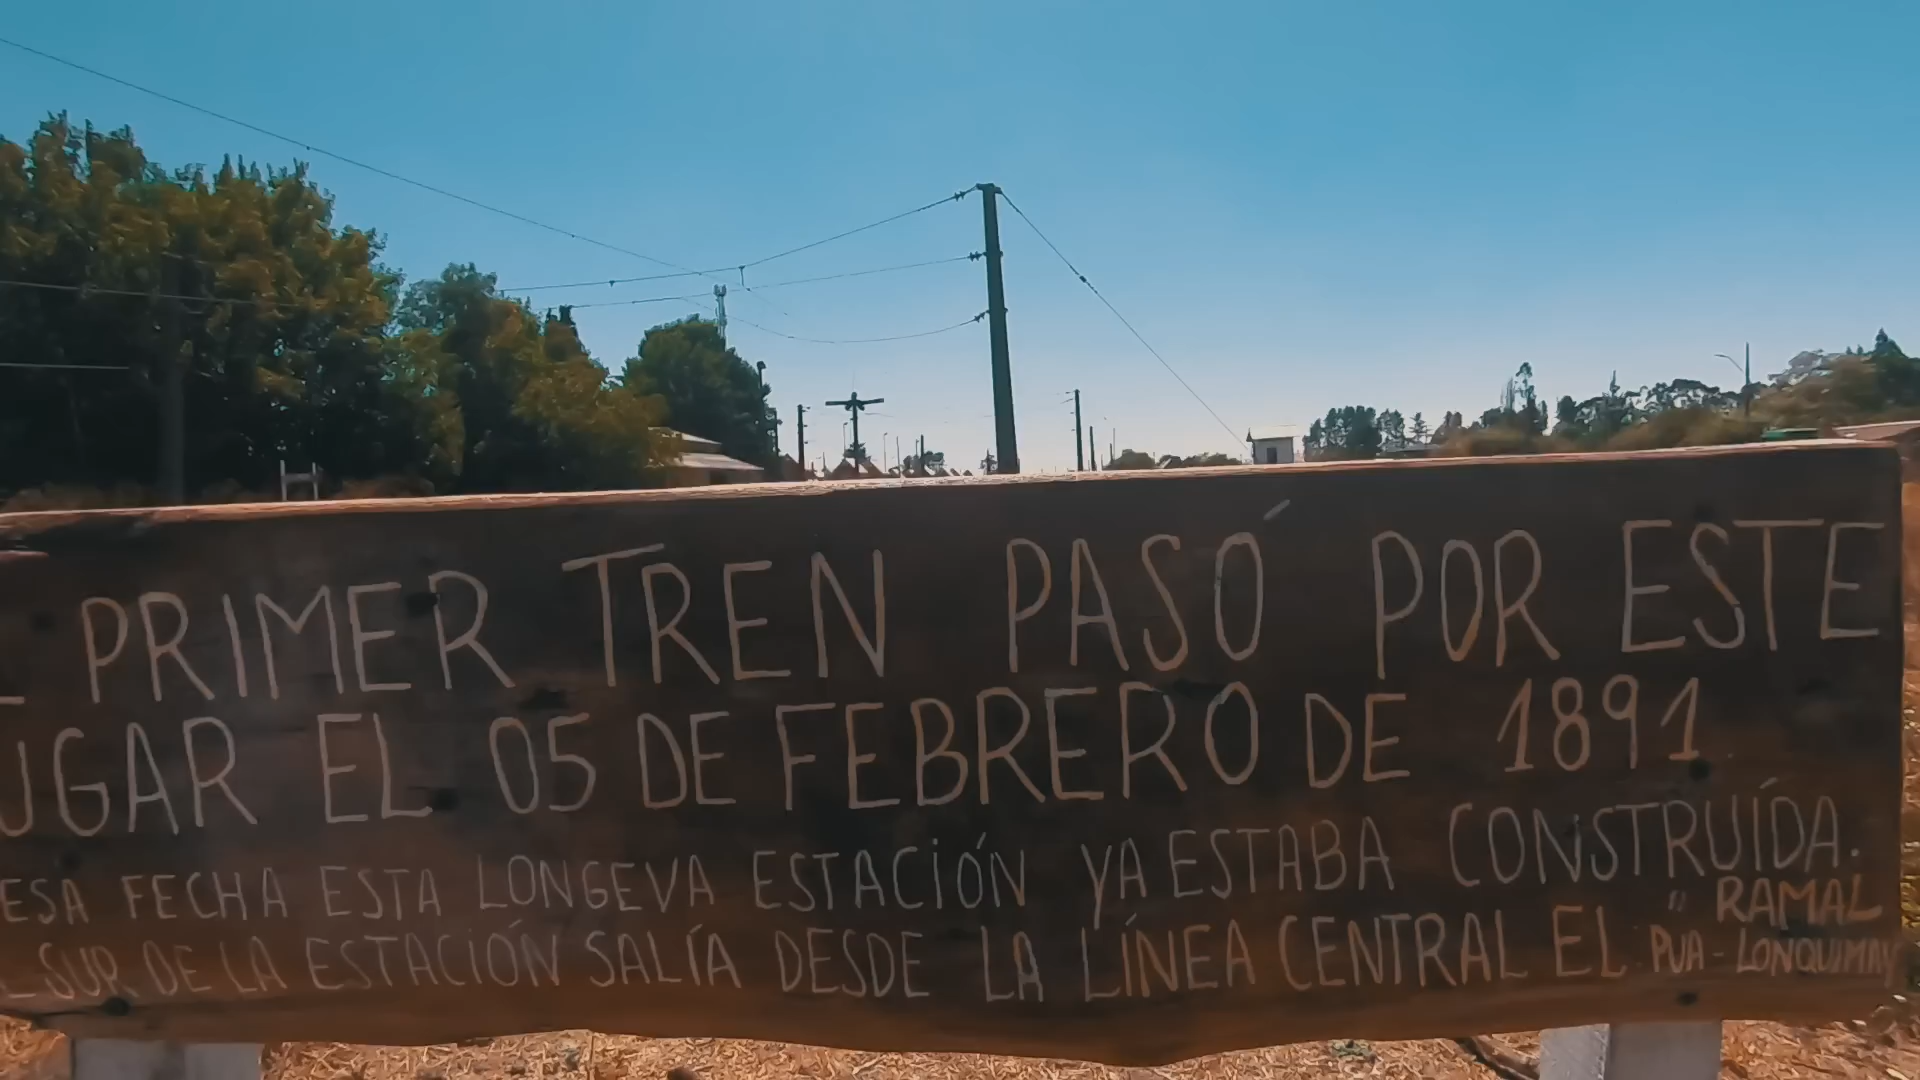 L PRIMER TREN PASÓ POR ESTE
UGAR EL 05 DE FEBRERO DE 1891.
ESA FECHA ESTA LONGEVA ESTACIÓN YA ESTABA CONSTRUÍDA.
L SUR DE LA ESTACIÓN SALÍA DESDE LA LÍNEA CENTRAL EL " RAMAL
PUA - LONQUIMAY